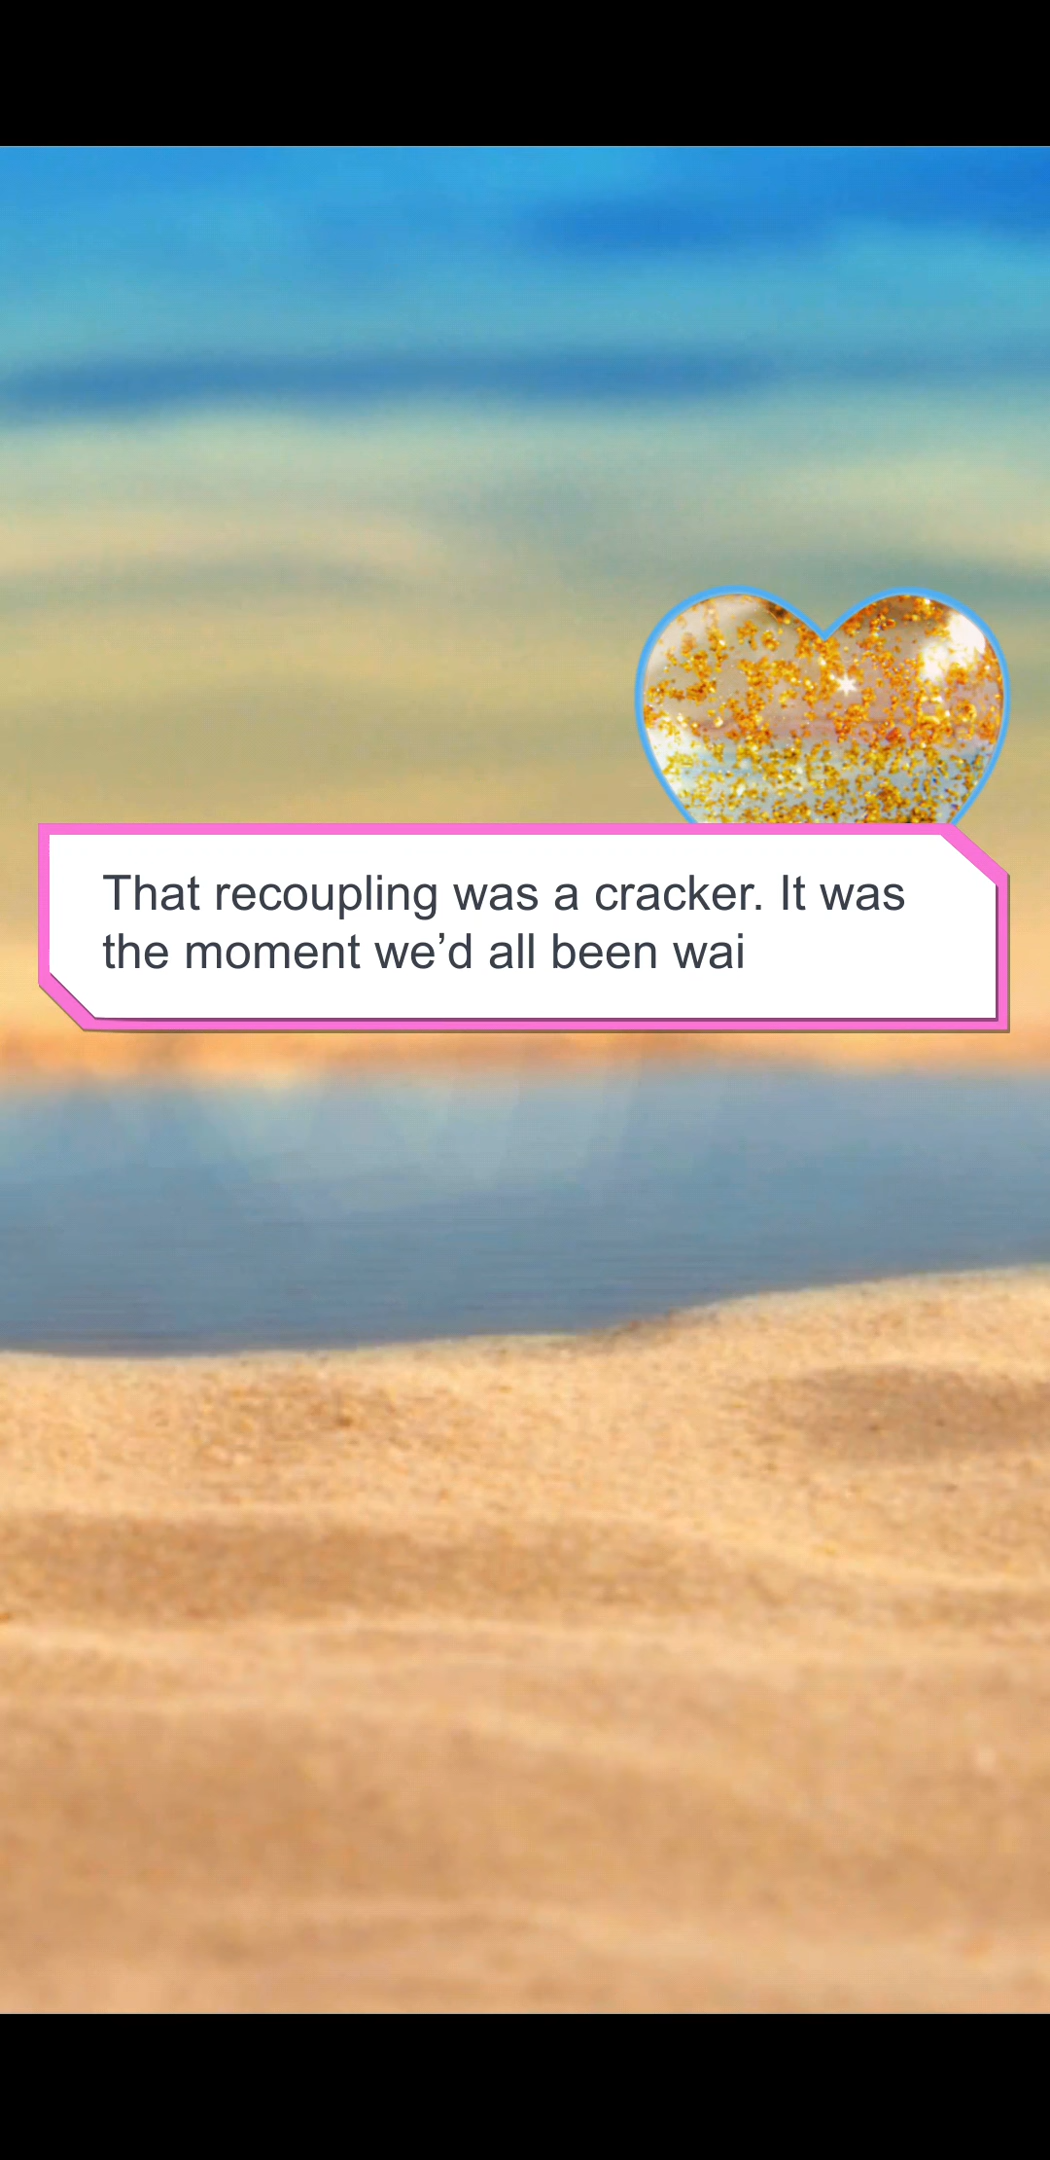 That recoupling was a cracker. It was
the moment we’d all been wai